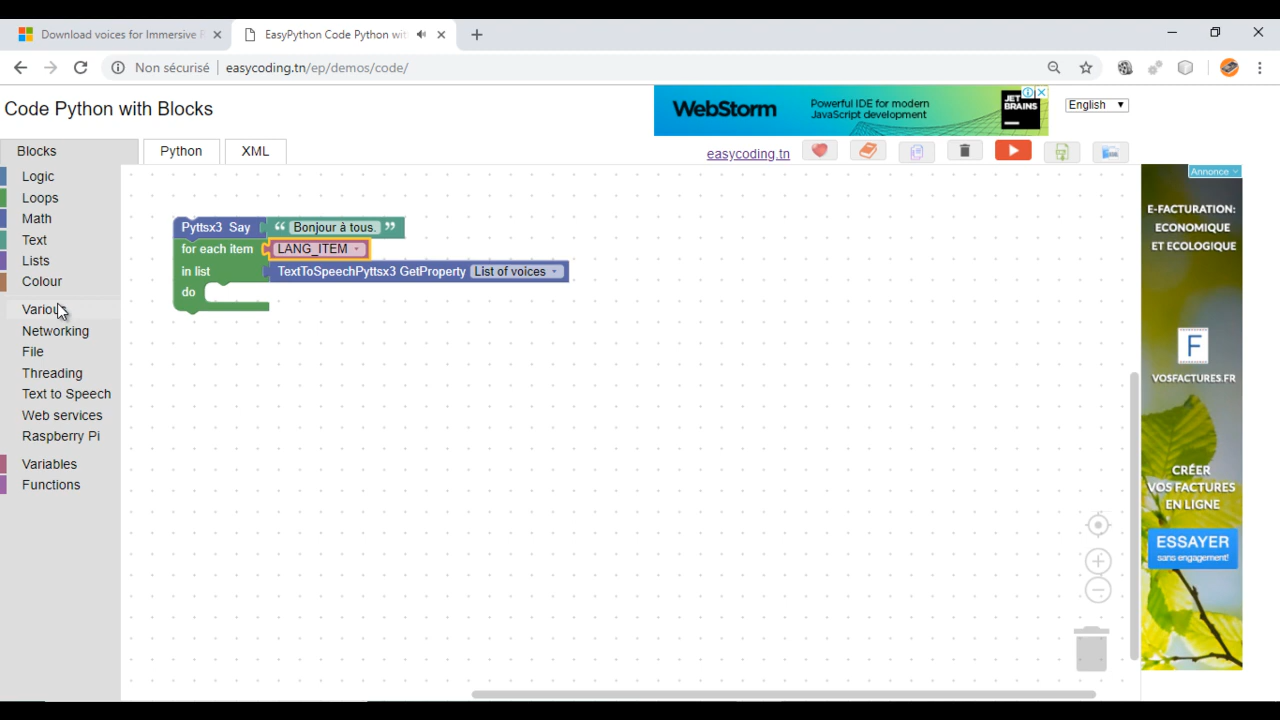 Download voices for Immersive R
EasyPython Code Python wit
Non sécurisé
easycoding.tn/ep/demos/code/
Code Python with Blocks
WebStorm
Powerful IDE for modern
JavaScript development
JET
BRAINS
English
Blocks
Python
XML
easycoding.tn
Logic
Loops
Math
Text
Lists
Colour
Various
Networking
File
Threading
Text to Speech
Web services
Raspberry Pi
Variables
Functions
Pyttsx3 Say “ Bonjour à tous. ”
for each item LANG_ITEM
in list TextToSpeechPyttsx3 GetProperty List of voices
do
Annonce
E-FACTURATION:
ECONOMIQUE
ET ECOLOGIQUE
F
VOSFACTURES.FR
CRÉER
VOS FACTURES
EN LIGNE
ESSAYER
sans engagement!